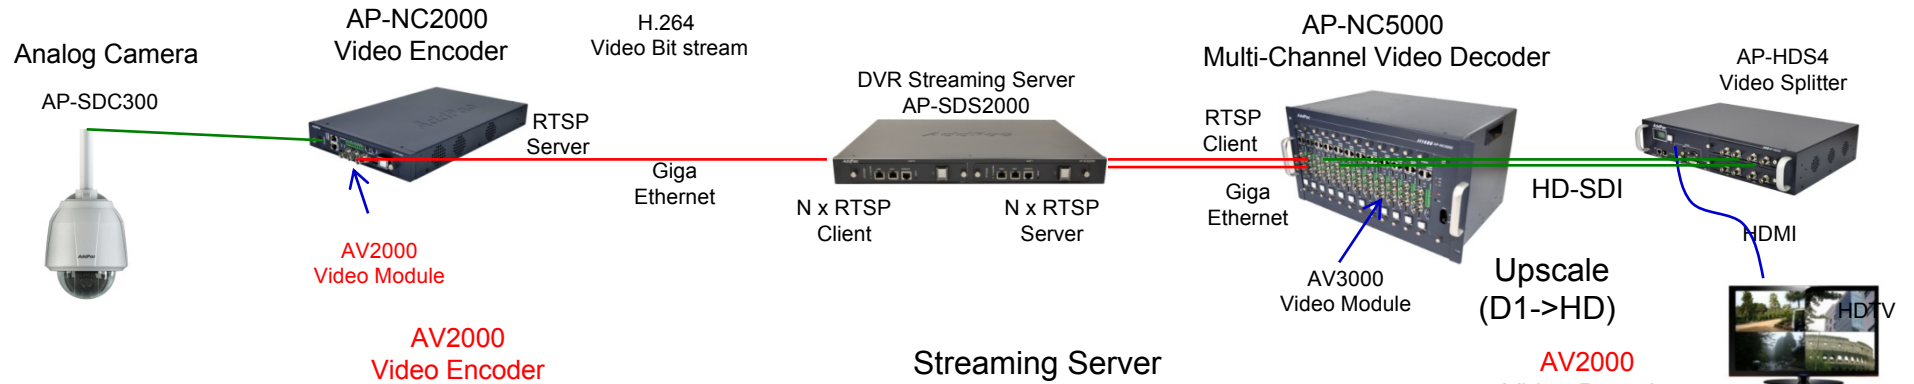 Analog Camera
AP-SDC300
AP-NC2000
Video Encoder
H.264
Video Bit stream
RTSP
Server
Giga
Ethernet
AV2000
Video Module
AV2000
Video Encoder
DVR Streaming Server
AP-SDS2000
N x RTSP
Client
N x RTSP
Server
Streaming Server
AP-NC5000
Multi-Channel Video Decoder
RTSP
Client
Giga
Ethernet
AV3000
Video Module
HD-SDI
Upscale
(D1->HD)
AP-HDS4
Video Splitter
HDMI
HDTV
AV2000